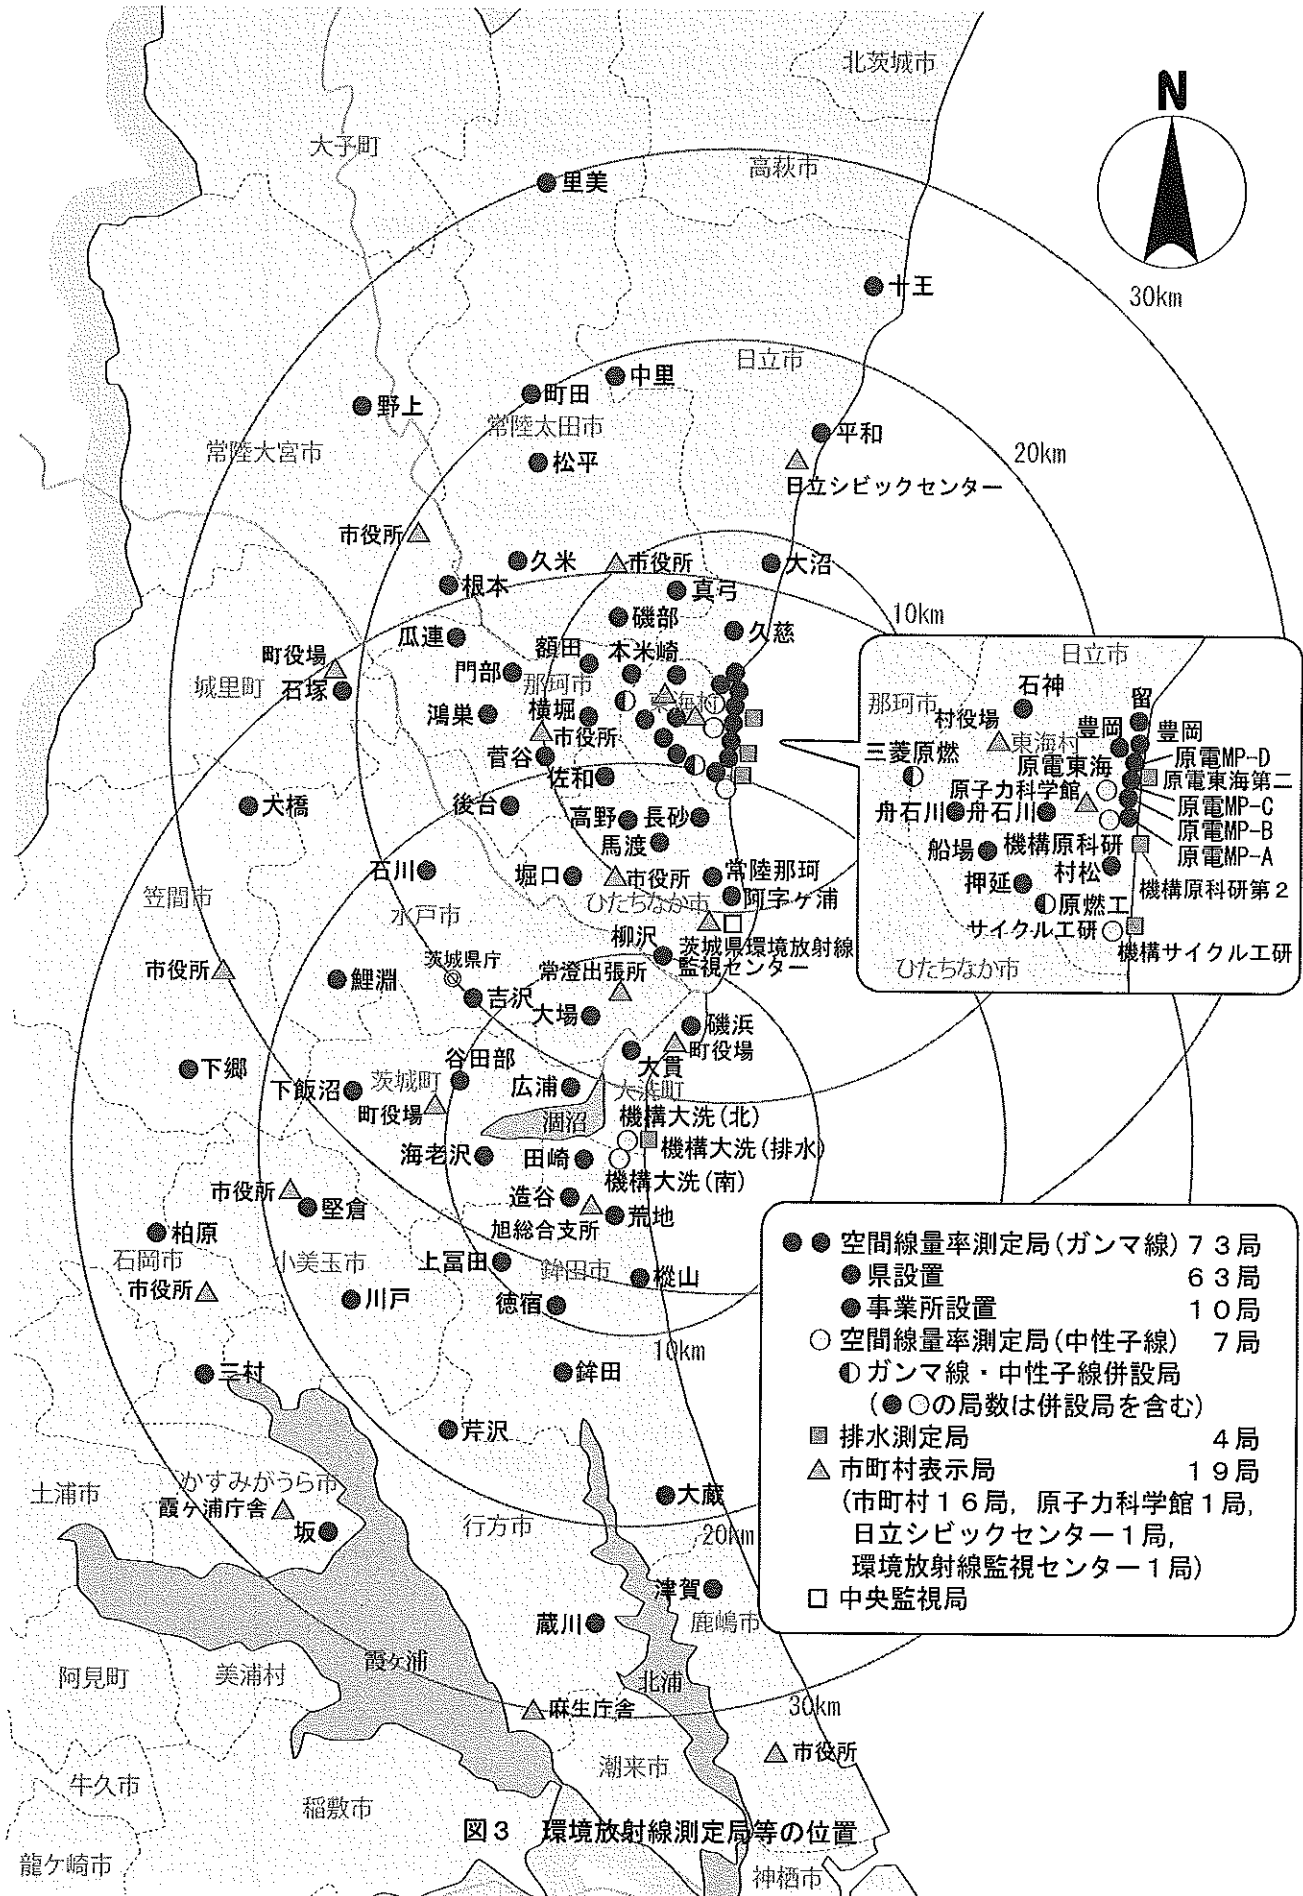 北茨城市
N
大子町
高萩市
里美
十王
30km
日立市
中里
町田
野上
常陸太田市
平和
常陸大宮市
20km
松平
日立シビックセンター
市役所
久米
市役所
大沼
根本
真弓
磯部
10km
瓜連
久慈
額田
本米崎
町役場
門部
那珂市
城里町
石塚
東海村
鴻巣
横堀
市役所
菅谷
佐和
大橋
後台
高野
長砂
馬渡
石川
堀口
市役所
常陸那珂
笠間市
水戸市
ひたちなか市
阿字ケ浦
柳沢
茨城県環境放射線
監視センター
茨城県庁
常澄出張所
市役所
鯉淵
吉沢
大場
磯浜
町役場
大貫
谷田部
下郷
下飯沼
茨城町
広浦
大洗町
町役場
涸沼
機構大洗(北)
機構大洗(排水)
海老沢
田崎
機構大洗(南)
市役所
堅倉
造谷
旭総合支所
荒地
柏原
石岡市
小美玉市
上冨田
鉾田市
樅山
市役所
川戸
徳宿
10km
三村
鉾田
芹沢
かすみがうら市
土浦市
大蔵
霞ヶ浦庁舎
坂
行方市
20km
津賀
蔵川
鹿嶋市
霞ケ浦
阿見町
美浦村
北浦
麻生庁舎
30km
市役所
潮来市
牛久市
稲敷市
龍ケ崎市
神栖市
日立市
石神
留
那珂市
村役場
豊岡
豊岡
東海村
三菱原燃
原電東海
原電MP-D
原電東海第二
原子力科学館
原電MP-C
舟石川
舟石川
原電MP-B
船場
機構原科研
原電MP-A
村松
押延
機構原科研第2
原燃工
サイクル工研
機構サイクル工研
ひたちなか市
空間線量率測定局(ガンマ線) 73局
県設置 63局
事業所設置 10局
空間線量率測定局(中性子線) 7局
ガンマ線・中性子線併設局
(●○の局数は併設局を含む)
排水測定局 4局
市町村表示局 19局
(市町村16局，原子力科学館1局，
日立シビックセンター1局，
環境放射線監視センター1局)
中央監視局
図3 環境放射線測定局等の位置